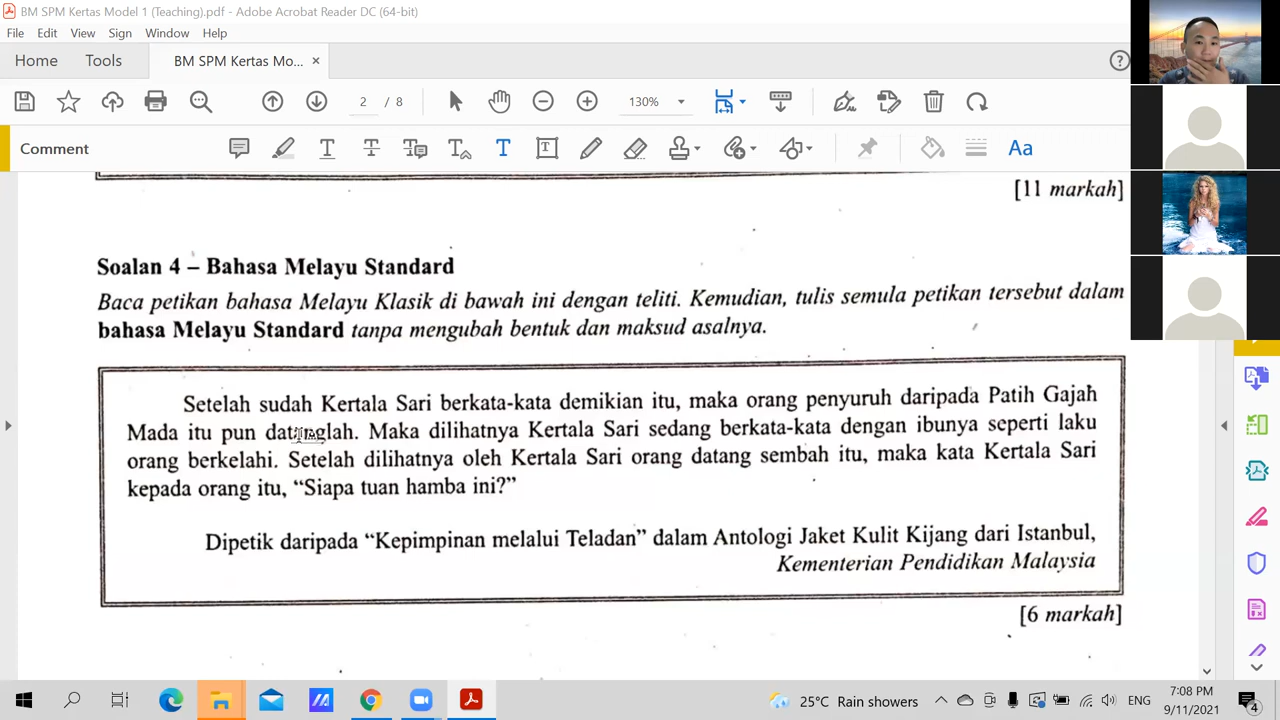 BM SPM Kertas Model 1 (Teaching).pdf - Adobe Acrobat Reader DC (64-bit)
File Edit View Sign Window Help
Home Tools BM SPM Kertas Mo... ×
2 / 8 130%
Comment
[11 markah]
Soalan 4 – Bahasa Melayu Standard
Baca petikan bahasa Melayu Klasik di bawah ini dengan teliti. Kemudian, tulis semula petikan tersebut dalam
bahasa Melayu Standard tanpa mengubah bentuk dan maksud asalnya.
Setelah sudah Kertala Sari berkata-kata demikian itu, maka orang penyuruh daripada Patih Gajah
Mada itu pun datanglah. Maka dilihatnya Kertala Sari sedang berkata-kata dengan ibunya seperti laku
orang berkelahi. Setelah dilihatnya oleh Kertala Sari orang datang sembah itu, maka kata Kertala Sari
kepada orang itu, “Siapa tuan hamba ini?”
Dipetik daripada “Kepimpinan melalui Teladan” dalam Antologi Jaket Kulit Kijang dari Istanbul,
Kementerian Pendidikan Malaysia
[6 markah]
25°C Rain showers ENG 7:08 PM
9/11/2021 4